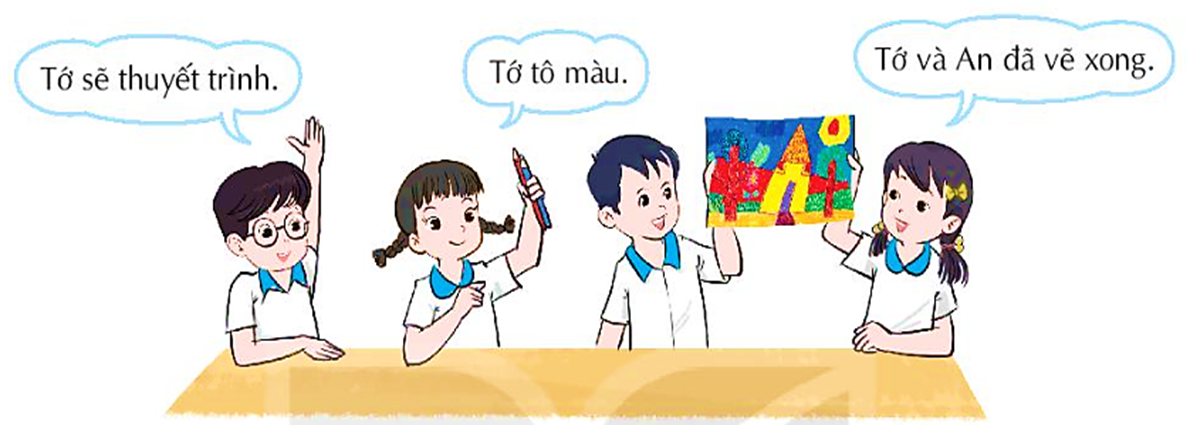 Tớ sẽ thuyết trình.
Tớ tô màu.
Tớ và An đã vẽ xong.